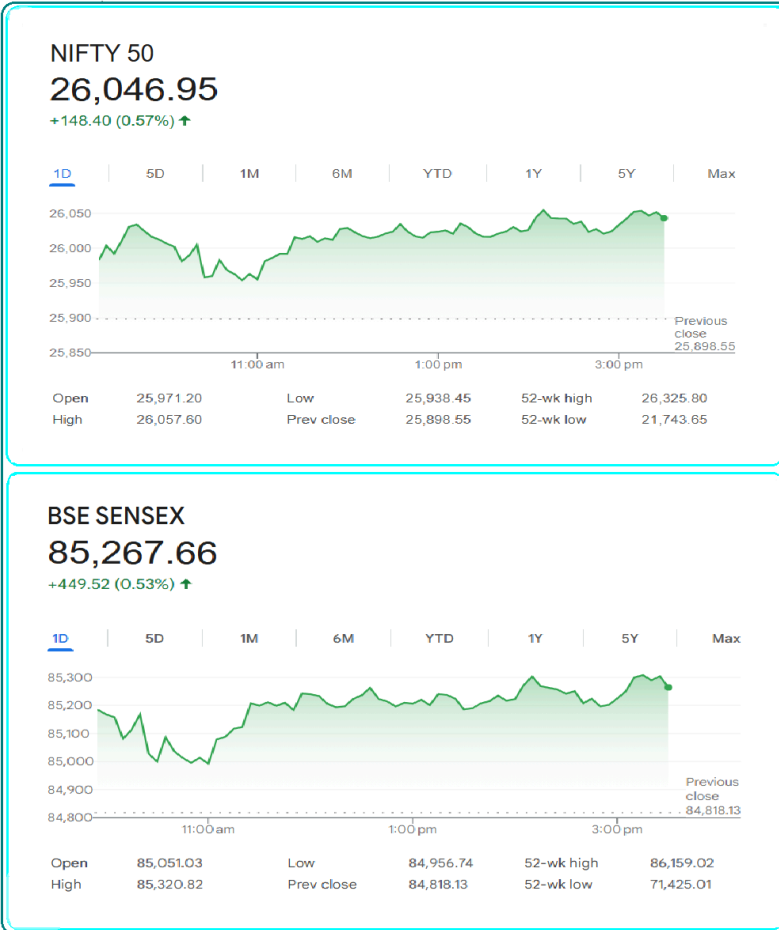 NIFTY 50
26,046.95
+148.40 (0.57%) ↑
1D 5D 1M 6M YTD 1Y 5Y Max
26,050
26,000
25,950
25,900
25,850
Previous
close
25,898.55
11:00 am 1:00 pm 3:00 pm
Open 25,971.20 Low 25,938.45 52-wk high 26,325.80
High 26,057.60 Prev close 25,898.55 52-wk low 21,743.65
BSE SENSEX
85,267.66
+449.52 (0.53%) ↑
1D 5D 1M 6M YTD 1Y 5Y Max
85,300
85,200
85,100
85,000
84,900
84,800
Previous
close
84,818.13
11:00 am 1:00 pm 3:00 pm
Open 85,051.03 Low 84,956.74 52-wk high 86,159.02
High 85,320.82 Prev close 84,818.13 52-wk low 71,425.01